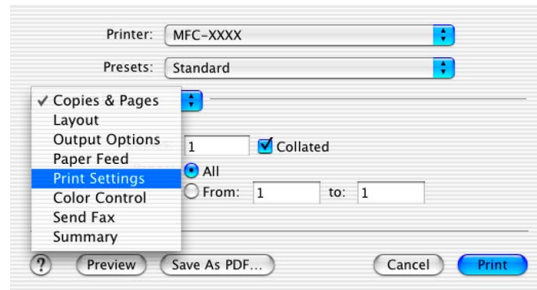 Printer: MFC-XXXX
Presets: Standard
✓ Copies & Pages
Layout
Output Options
1 Collated
Paper Feed
All
Print Settings
From: 1 to: 1
Color Control
Send Fax
Summary
? Preview Save As PDF... Cancel Print